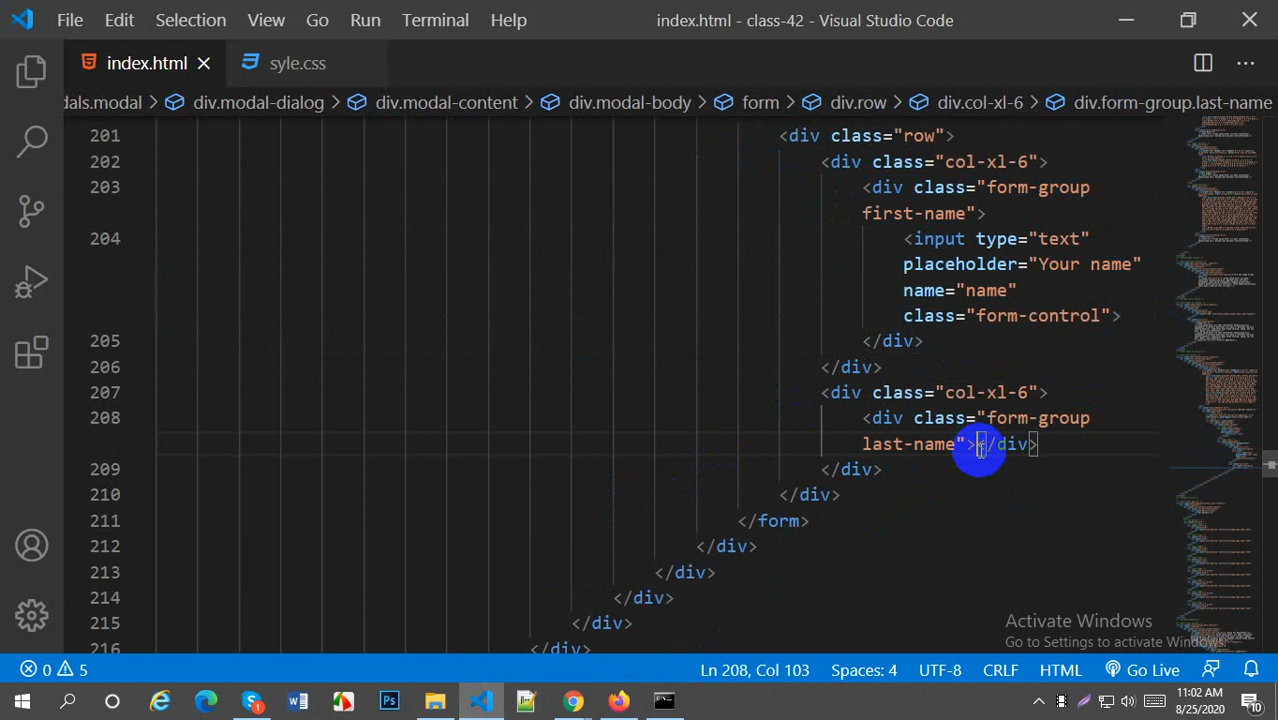 File Edit Selection View Go Run Terminal Help index.html - class-42 - Visual Studio Code
index.html syle.css
dals.modal div.modal-dialog div.modal-content div.modal-body form div.row div.col-xl-6 div.form-group.last-name
201 <div class="row">
202 <div class="col-xl-6">
203 <div class="form-group
first-name">
204 <input type="text"
placeholder="Your name"
name="name"
class="form-control">
205 </div>
206 </div>
207 <div class="col-xl-6">
208 <div class="form-group
last-name"></div>
209 </div>
210 </div>
211 </form>
212 </div>
213 </div>
214 </div>
215 </div>
216 </div>
Activate Windows
Go to Settings to activate Windows.
0 5 Ln 208, Col 103 Spaces: 4 UTF-8 CRLF HTML Go Live
11:02 AM
8/25/2020